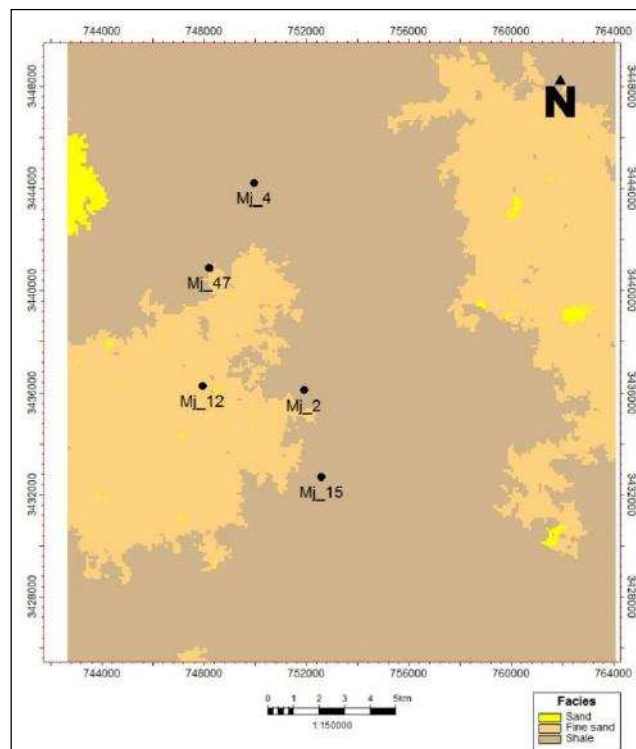 744000 748000 752000 756000 760000 764000
3448000 3448000
N
3444000 3444000
Mj_4
Mj_47
3440000 3440000
3436000 3436000
Mj_12 Mj_2
3432000 3432000
Mj_15
3428000 3428000
744000 748000 752000 756000 760000 764000
0 1 2 3 4 5km
1:150000
Facies
Sand
Fine sand
Shale